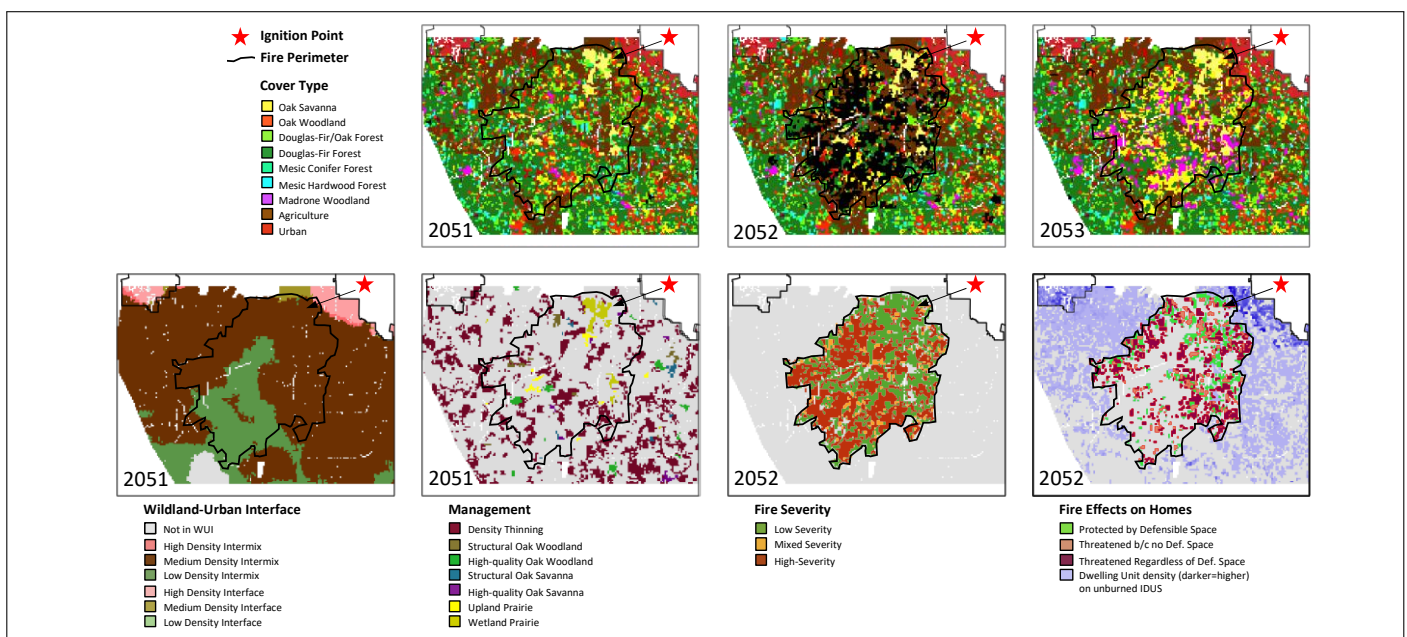 Ignition Point
Fire Perimeter
Cover Type
Oak Savanna
Oak Woodland
Douglas-Fir/Oak Forest
Douglas-Fir Forest
Mesic Conifer Forest
Mesic Hardwood Forest
Madrone Woodland
Agriculture
Urban
2051
2052
2053
2051
2051
2052
2052
Wildland-Urban Interface
Not in WUI
High Density Intermix
Medium Density Intermix
Low Density Intermix
High Density Interface
Medium Density Interface
Low Density Interface
Management
Density Thinning
Structural Oak Woodland
High-quality Oak Woodland
Structural Oak Savanna
High-quality Oak Savanna
Upland Prairie
Wetland Prairie
Fire Severity
Low Severity
Mixed Severity
High-Severity
Fire Effects on Homes
Protected by Defensible Space
Threatened b/c no Def. Space
Threatened Regardless of Def. Space
Dwelling Unit density (darker=higher)
on unburned IDUS